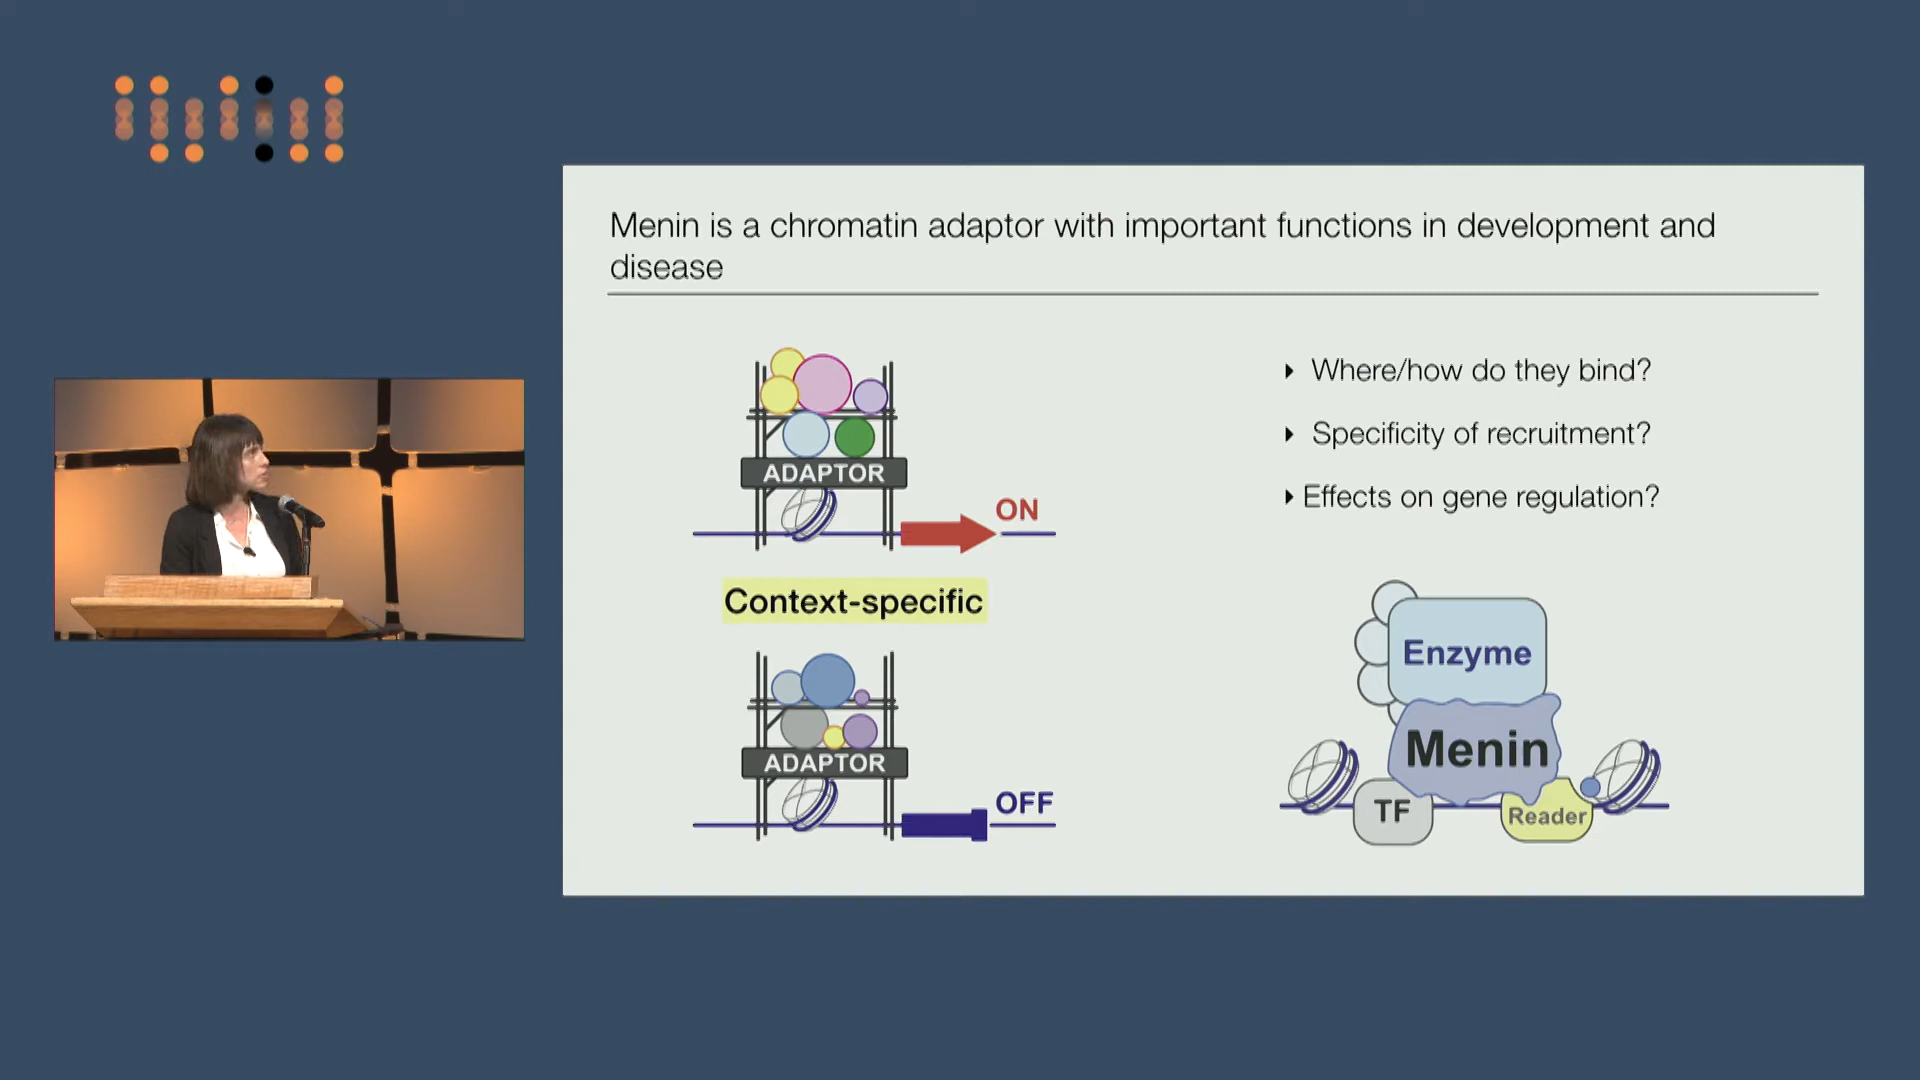 Menin is a chromatin adaptor with important functions in development and
disease
ADAPTOR
ON
Context-specific
ADAPTOR
OFF
Where/how do they bind?
Specificity of recruitment?
Effects on gene regulation?
Enzyme
Menin
TF
Reader